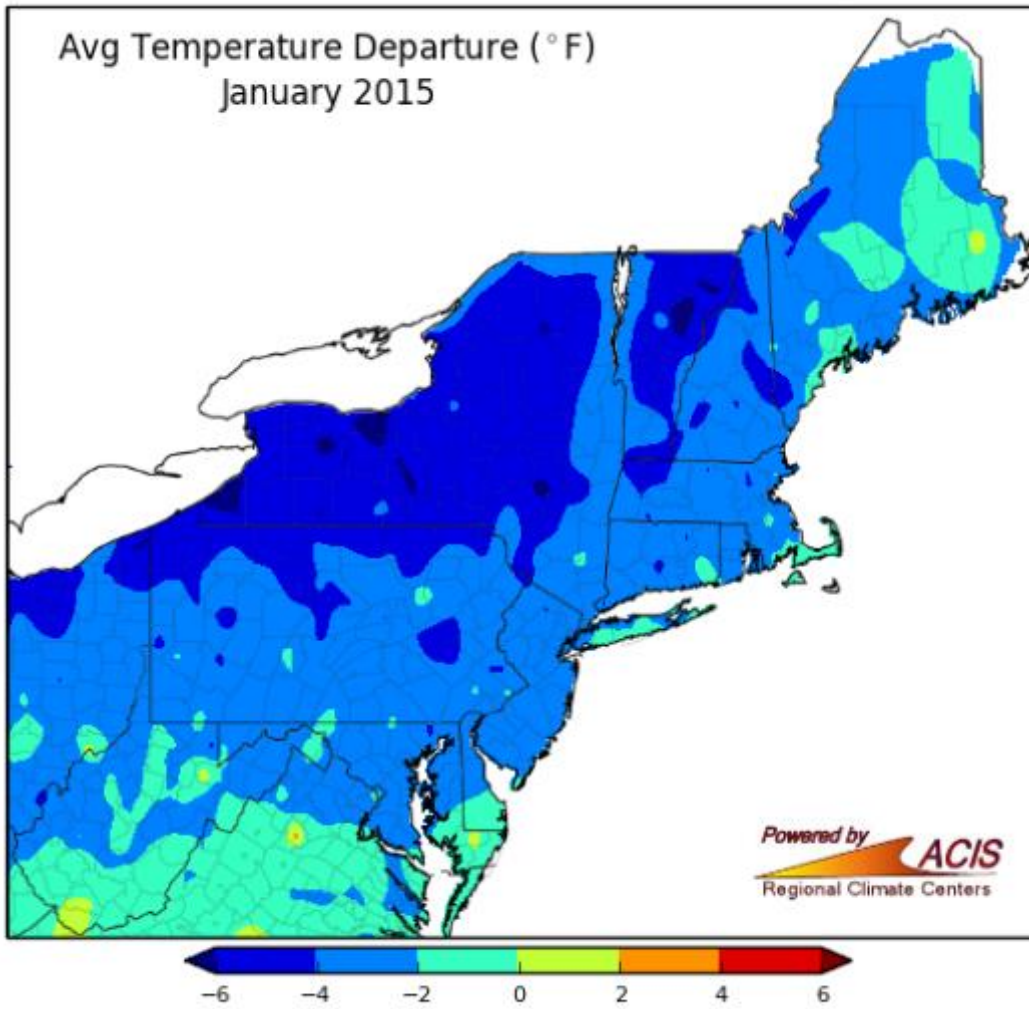 Avg Temperature Departure (°F)
January 2015
Powered by
ACIS
Regional Climate Centers
−6 −4 −2 0 2 4 6